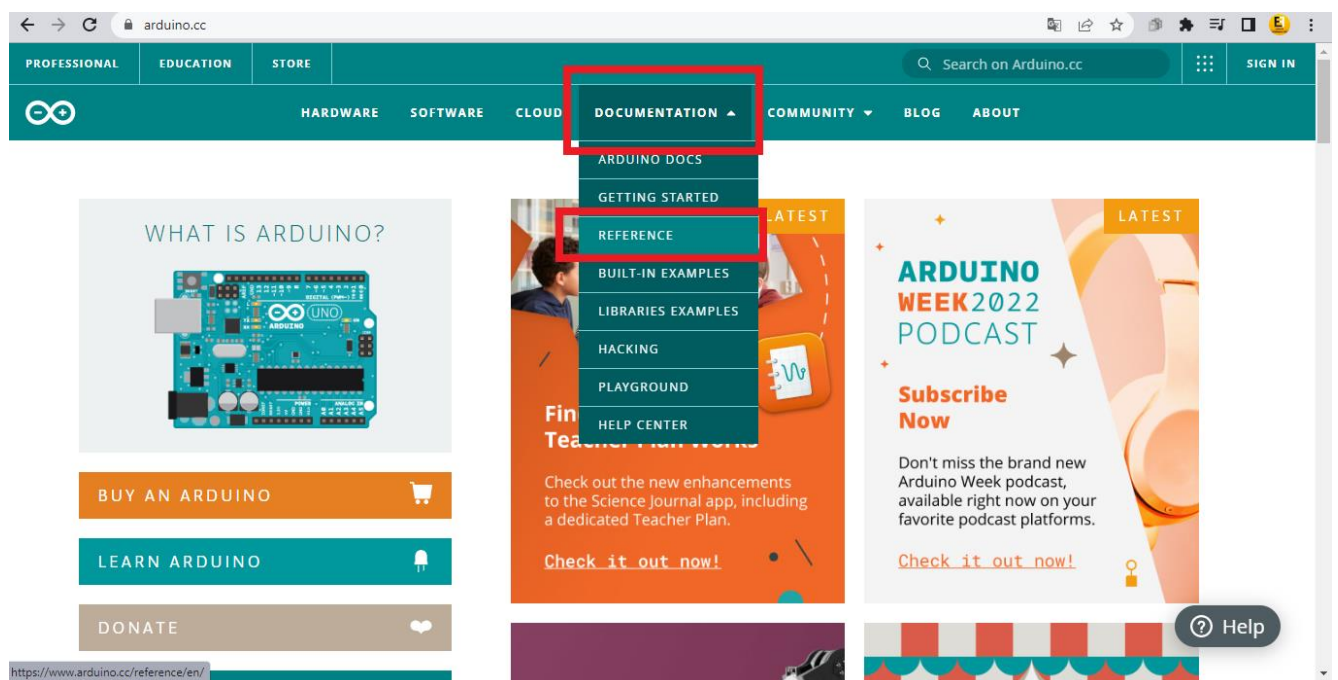 arduino.cc
PROFESSIONAL EDUCATION STORE
Search on Arduino.cc
SIGN IN
HARDWARE SOFTWARE CLOUD DOCUMENTATION COMMUNITY BLOG ABOUT
ARDUINO DOCS
GETTING STARTED
REFERENCE
BUILT-IN EXAMPLES
LIBRARIES EXAMPLES
HACKING
PLAYGROUND
HELP CENTER
WHAT IS ARDUINO?
UNO
ARDUINO
BUY AN ARDUINO
LEARN ARDUINO
DONATE
LATEST
Check out the new enhancements
to the Science Journal app, including
a dedicated Teacher Plan.
Check it out now!
LATEST
ARDUINO
WEEK2022
PODCAST
Subscribe
Now
Don't miss the brand new
Arduino Week podcast,
available right now on your
favorite podcast platforms.
Check it out now!
Help
https://www.arduino.cc/reference/en/